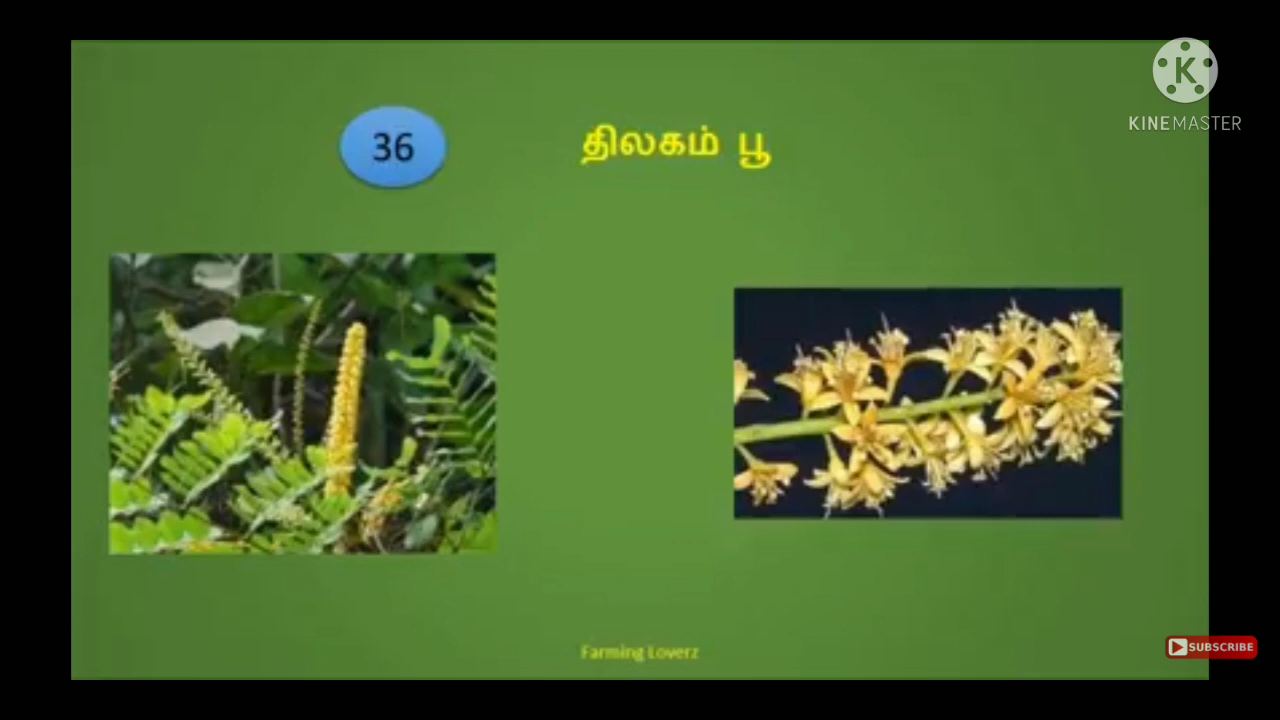 36
திலகம் பூ
K
KINEMASTER
Farming Loverz
SUBSCRIBE